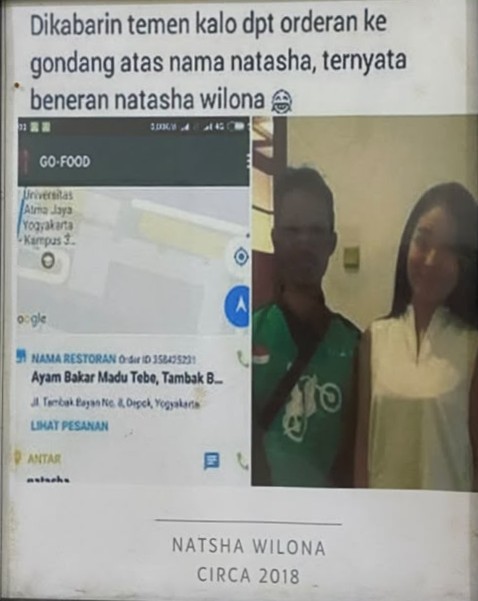 Dikabarin temen kalo dpt orderan ke
gondang atas nama natasha, ternyata
beneran natasha wilona
4G
GO-FOOD
Universitas
Atma Jaya
Yogyakarta
- Kampus 3...
oogle
NAMA RESTORAN Order ID 358425231
Ayam Bakar Madu Tebe, Tambak B...
Jl. Tambak Bayan No. 8, Depok, Yogyakarta
LIHAT PESANAN
ANTAR
natasha
NATSHA WILONA
CIRCA 2018